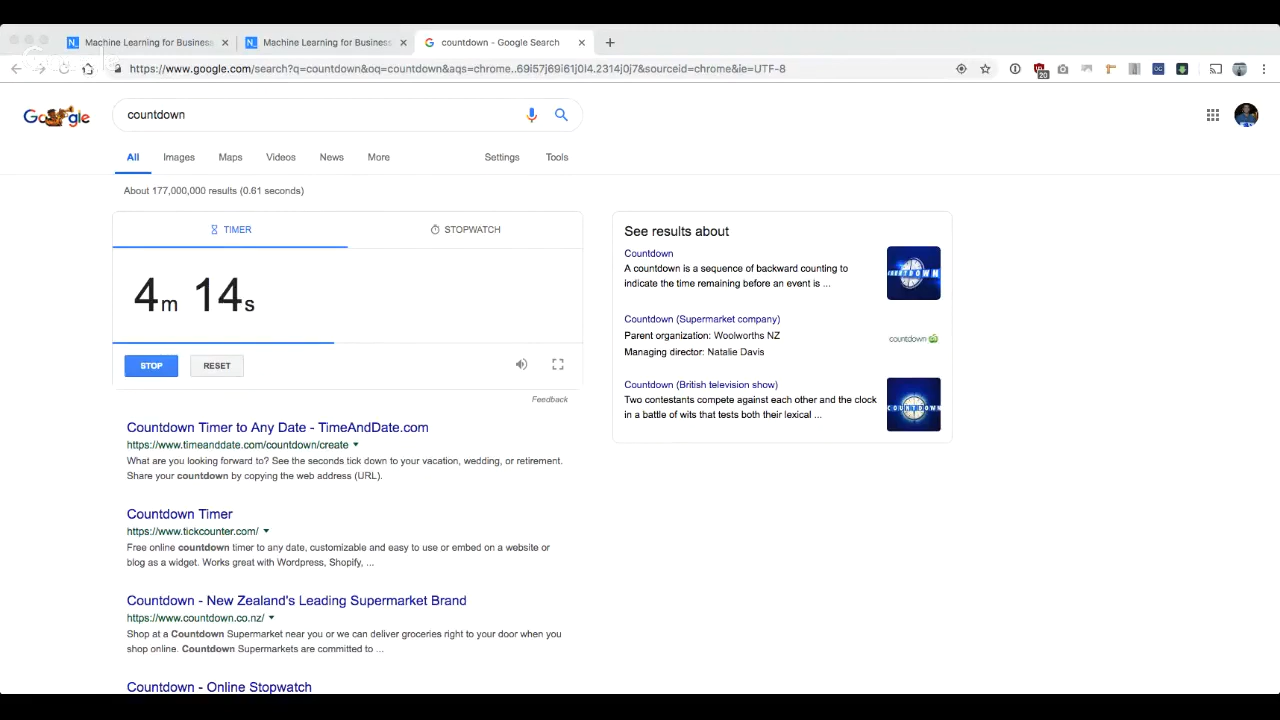 Machine Learning for Business
Machine Learning for Business
countdown - Google Search
https://www.google.com/search?q=countdown&oq=countdown&aqs=chrome..69i57j69i61j0l4.2314j0j7&sourceid=chrome&ie=UTF-8
20
Google
countdown
All Images Maps Videos News More Settings Tools
About 177,000,000 results (0.61 seconds)
TIMER STOPWATCH
4m 14s
STOP RESET
Feedback
Countdown Timer to Any Date - TimeAndDate.com
https://www.timeanddate.com/countdown/create
What are you looking forward to? See the seconds tick down to your vacation, wedding, or retirement.
Share your countdown by copying the web address (URL).
Countdown Timer
https://www.tickcounter.com/
Free online countdown timer to any date, customizable and easy to use or embed on a website or
blog as a widget. Works great with Wordpress, Shopify, ...
Countdown - New Zealand's Leading Supermarket Brand
https://www.countdown.co.nz/
Shop at a Countdown Supermarket near you or we can deliver groceries right to your door when you
shop online. Countdown Supermarkets are committed to ...
Countdown - Online Stopwatch
See results about
Countdown
A countdown is a sequence of backward counting to
indicate the time remaining before an event is ...
COUNTDOWN
Countdown (Supermarket company)
Parent organization: Woolworths NZ
Managing director: Natalie Davis
countdown
Countdown (British television show)
Two contestants compete against each other and the clock
in a battle of wits that tests both their lexical ...
COUNTDOWN